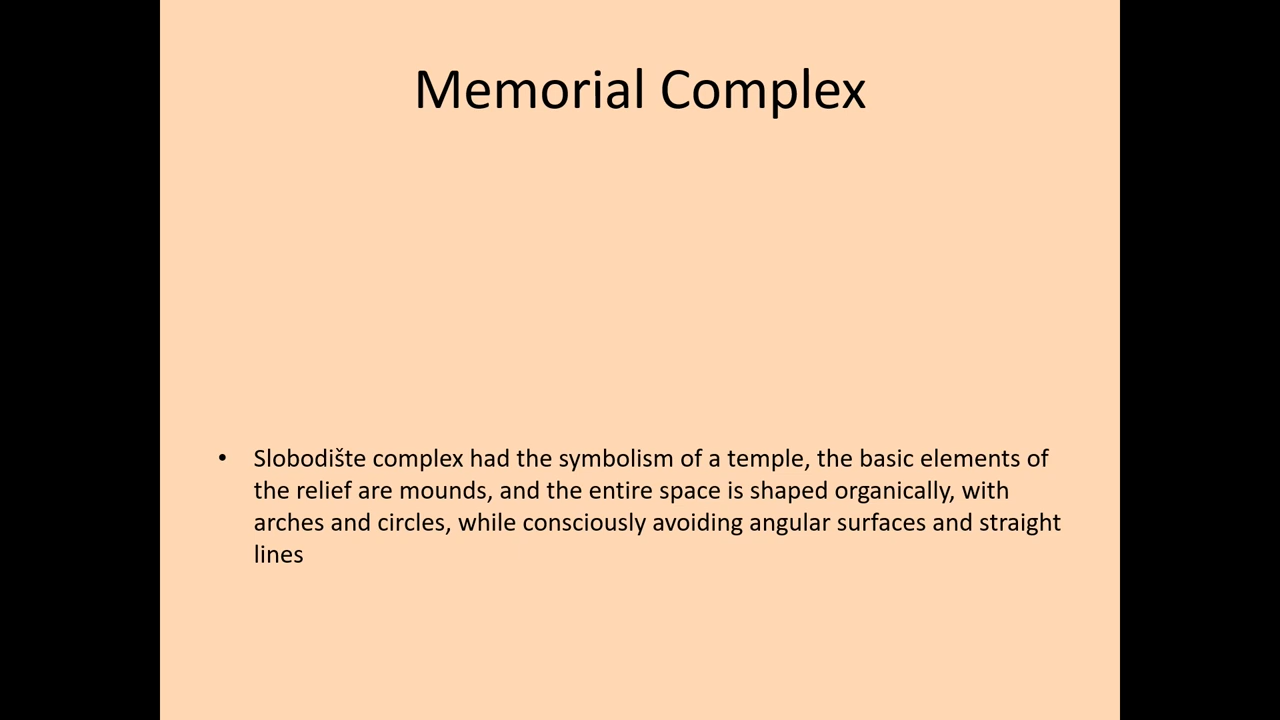 Memorial Complex
• Slobodište complex had the symbolism of a temple, the basic elements of
the relief are mounds, and the entire space is shaped organically, with
arches and circles, while consciously avoiding angular surfaces and straight
lines